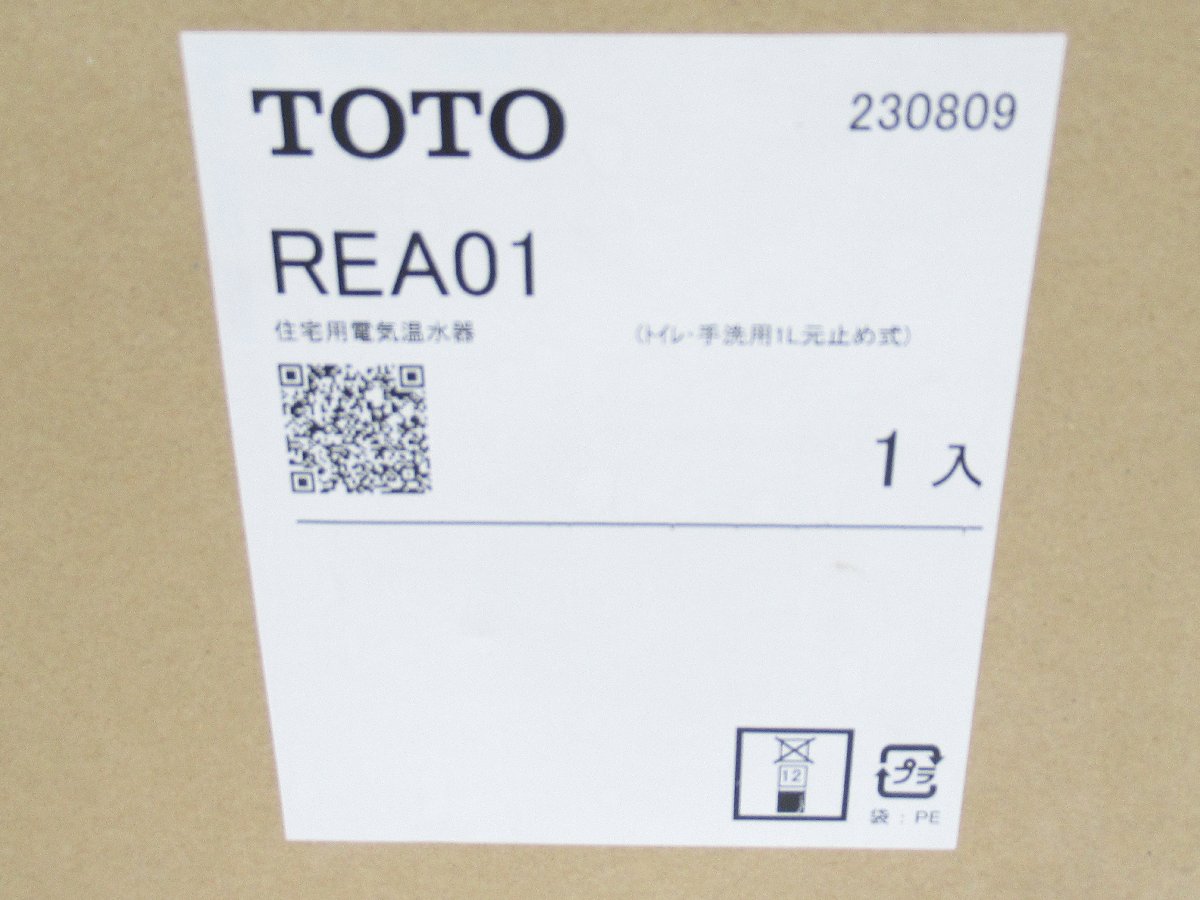 TOTO 230809
REA01
住宅用電気温水器 (トイレ・手洗用1L元止め式)
1入
12
プラ
袋：PE